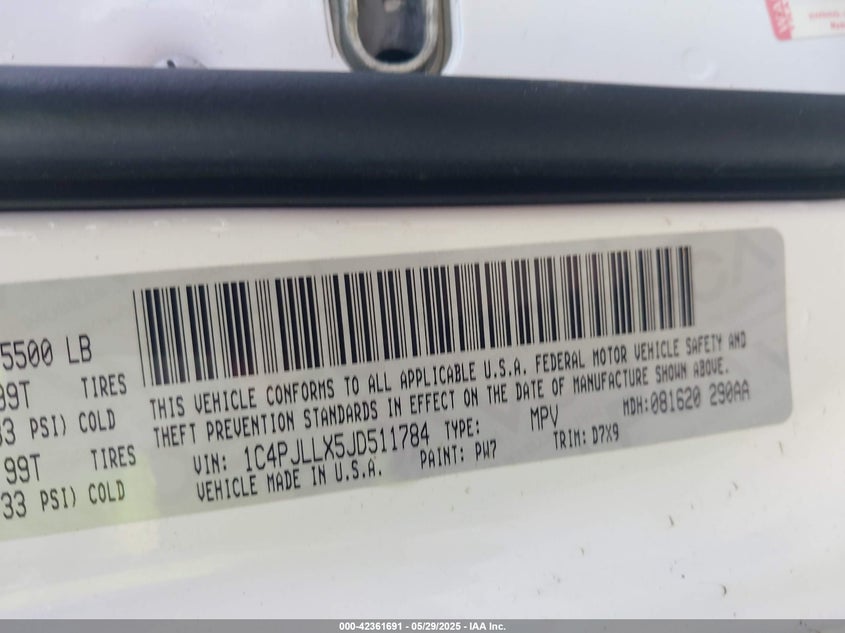 5500 LB
99T TIRES
33 PSI) COLD
99T TIRES
33 PSI) COLD
THIS VEHICLE CONFORMS TO ALL APPLICABLE U.S.A. FEDERAL MOTOR VEHICLE SAFETY AND
THEFT PREVENTION STANDARDS IN EFFECT ON THE DATE OF MANUFACTURE SHOWN ABOVE.
VIN: 1C4PJLLX5JD511784 TYPE: MPV MDH:081620 290AA
VEHICLE MADE IN U.S.A. PAINT: PW7 TRIM: D7X9
000-42361691 - 05/29/2025 - IAA Inc.